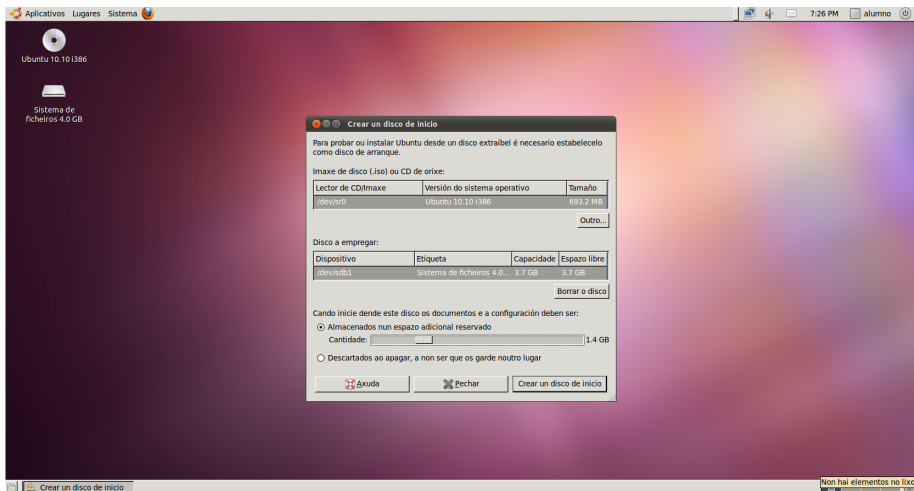 Aplicativos Lugares Sistema 7:26 PM alumno
Ubuntu 10.10 i386
Sistema de
ficheiros 4.0 GB
Crear un disco de inicio
Para probar ou instalar Ubuntu desde un disco extraíbel é necesario estabelecelo
como disco de arranque.
Imaxe de disco (.iso) ou CD de orixe:
Lector de CD/Imaxe Versión do sistema operativo Tamaño
/dev/sr0 Ubuntu 10.10 i386 693.2 MB
Outro...
Disco a empregar:
Dispositivo Etiqueta Capacidade Espazo libre
/dev/sdb1 Sistema de ficheiros 4.0... 3.7 GB 3.7 GB
Borrar o disco
Cando inicie dende este disco os documentos e a configuración deben ser:
Almacenados nun espazo adicional reservado
Cantidade: 1.4 GB
Descartados ao apagar, a non ser que os garde noutro lugar
Axuda Pechar Crear un disco de inicio
Non hai elementos no lixo
Crear un disco de inicio